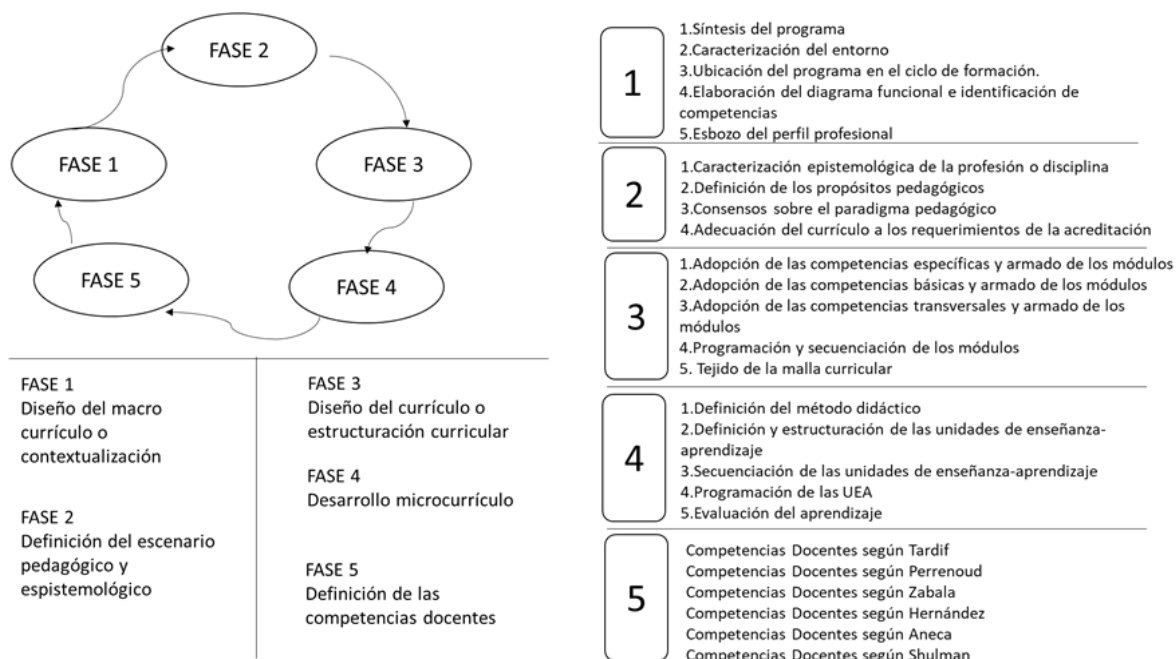 FASE 2
FASE 1
FASE 3
FASE 5
FASE 4
FASE 1
Diseño del macro
currículo o
contextualización
FASE 2
Definición del escenario
pedagógico y
espistemológico
FASE 3
Diseño del currículo o
estructuración curricular
FASE 4
Desarrollo microcurrículo
FASE 5
Definición de las
competencias docentes
1
1.Síntesis del programa
2.Caracterización del entorno
3.Ubicación del programa en el ciclo de formación.
4.Elaboración del diagrama funcional e identificación de
competencias
5.Esbozo del perfil profesional
2
1.Caracterización epistemológica de la profesión o disciplina
2.Definición de los propósitos pedagógicos
3.Consensos sobre el paradigma pedagógico
4.Adecuación del currículo a los requerimientos de la acreditación
3
1.Adopción de las competencias específicas y armado de los módulos
2.Adopción de las competencias básicas y armado de los módulos
3.Adopción de las competencias transversales y armado de los
módulos
4.Programación y secuenciación de los módulos
5. Tejido de la malla curricular
4
1.Definición del método didáctico
2.Definición y estructuración de las unidades de enseñanza-
aprendizaje
3.Secuenciación de las unidades de enseñanza-aprendizaje
4.Programación de las UEA
5.Evaluación del aprendizaje
5
Competencias Docentes según Tardif
Competencias Docentes según Perrenoud
Competencias Docentes según Zabala
Competencias Docentes según Hernández
Competencias Docentes según Aneca
Competencias Docentes según Shulman